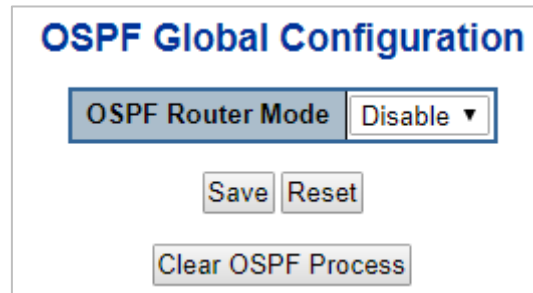 OSPF Global Configuration
OSPF Router Mode Disable
Save Reset
Clear OSPF Process